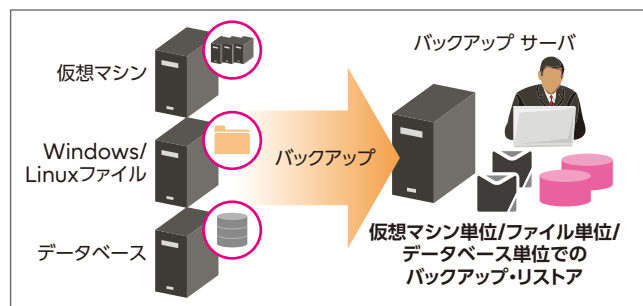 仮想マシン
Windows/
Linuxファイル
データベース
バックアップ
バックアップ サーバ
仮想マシン単位/ファイル単位/
データベース単位での
バックアップ・リストア